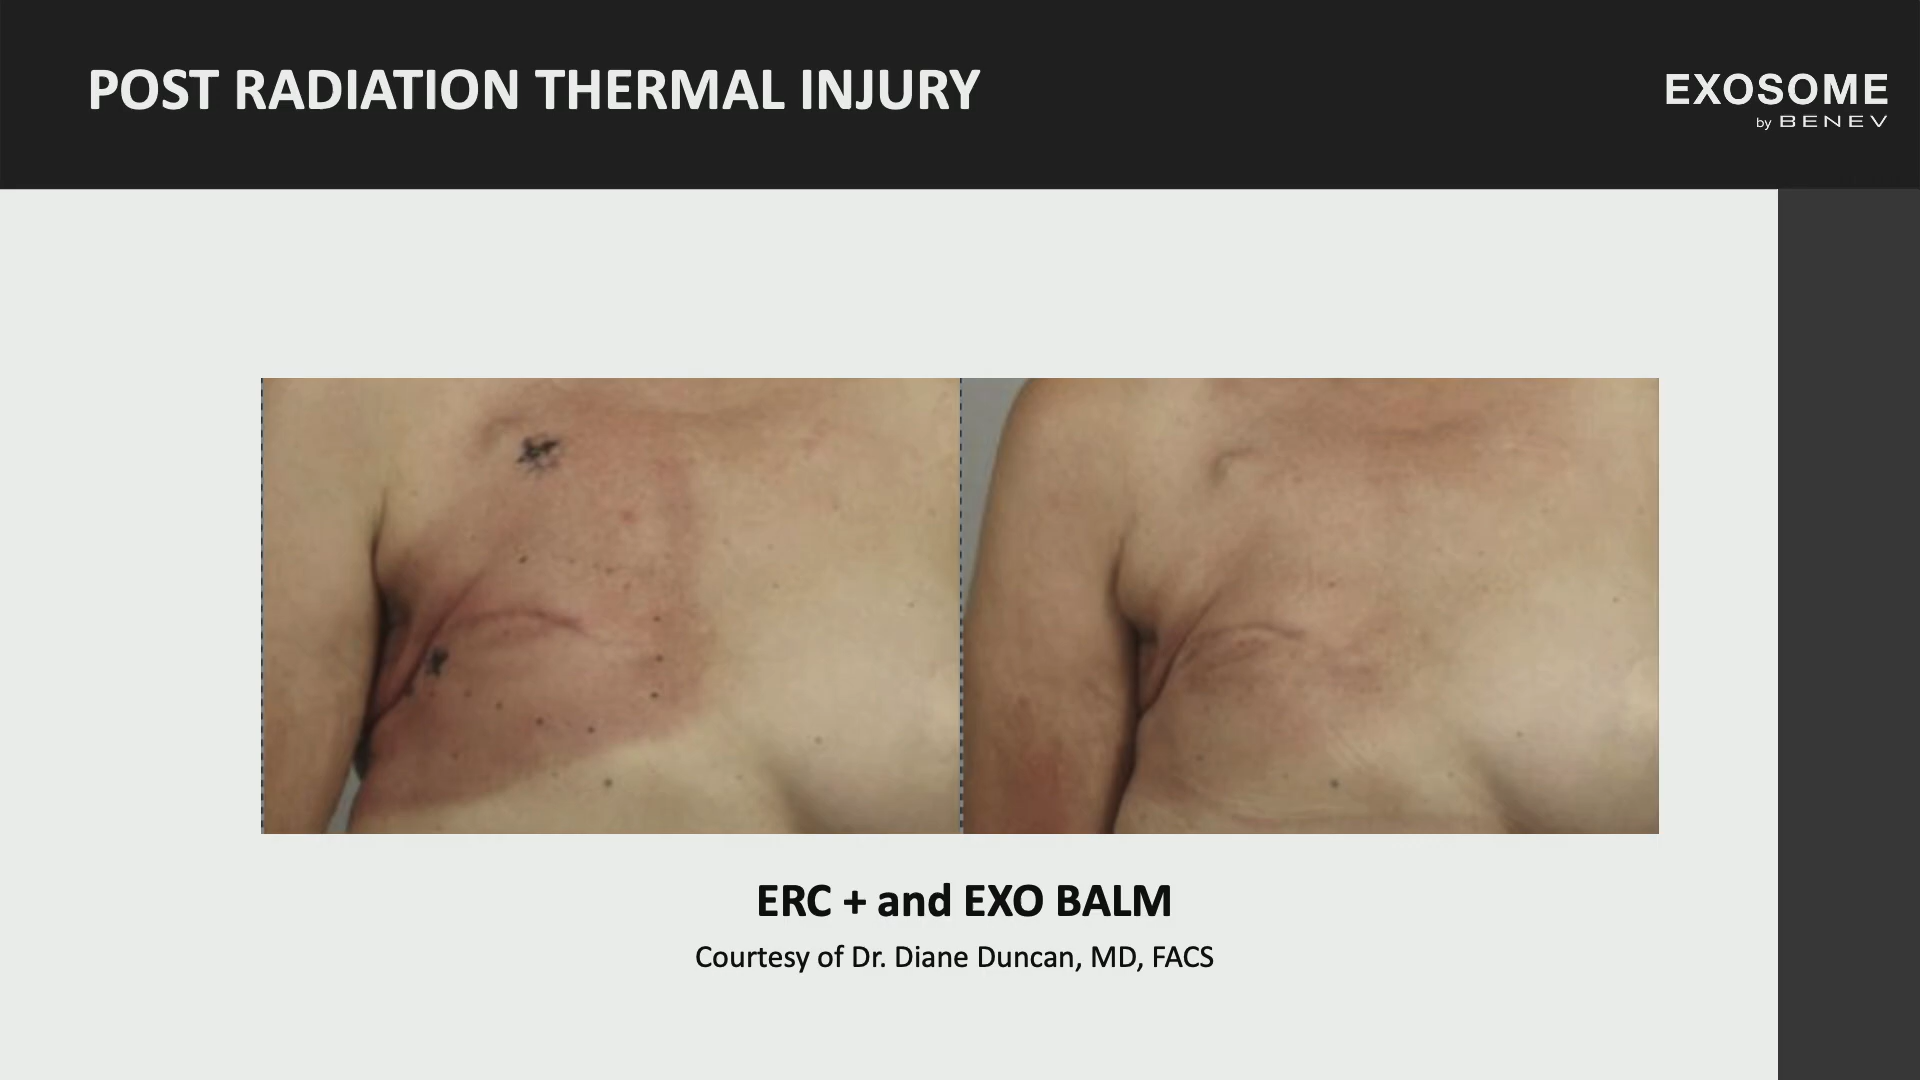 POST RADIATION THERMAL INJURY
EXOSOME
by BENEV
ERC + and EXO BALM
Courtesy of Dr. Diane Duncan, MD, FACS